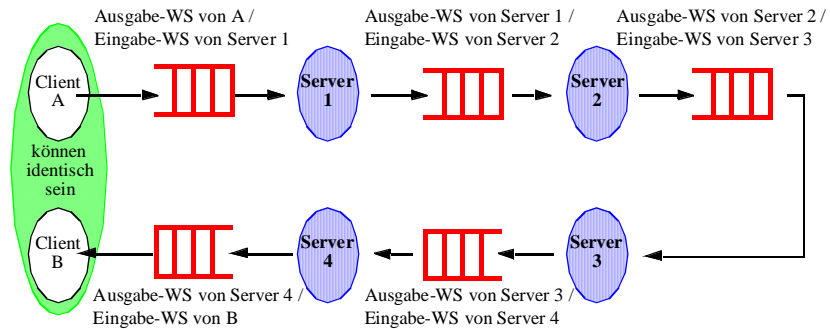 Ausgabe-WS von A /
Eingabe-WS von Server 1
Ausgabe-WS von Server 1 /
Eingabe-WS von Server 2
Ausgabe-WS von Server 2 /
Eingabe-WS von Server 3
Client
A
Server
1
Server
2
können
identisch
sein
Client
B
Server
4
Server
3
Ausgabe-WS von Server 4 /
Eingabe-WS von B
Ausgabe-WS von Server 3 /
Eingabe-WS von Server 4